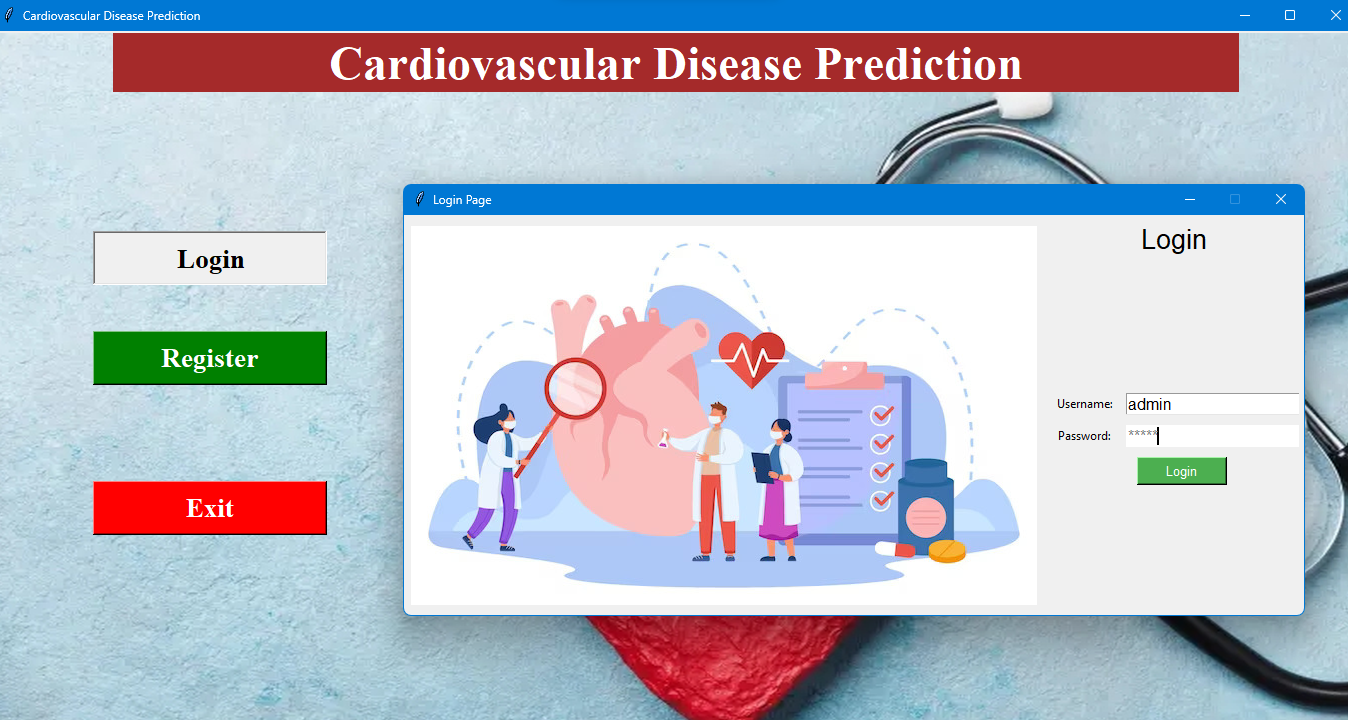 Cardiovascular Disease Prediction
Cardiovascular Disease Prediction
Login
Register
Exit
Login Page
Login
Username: admin
Password: *****
Login